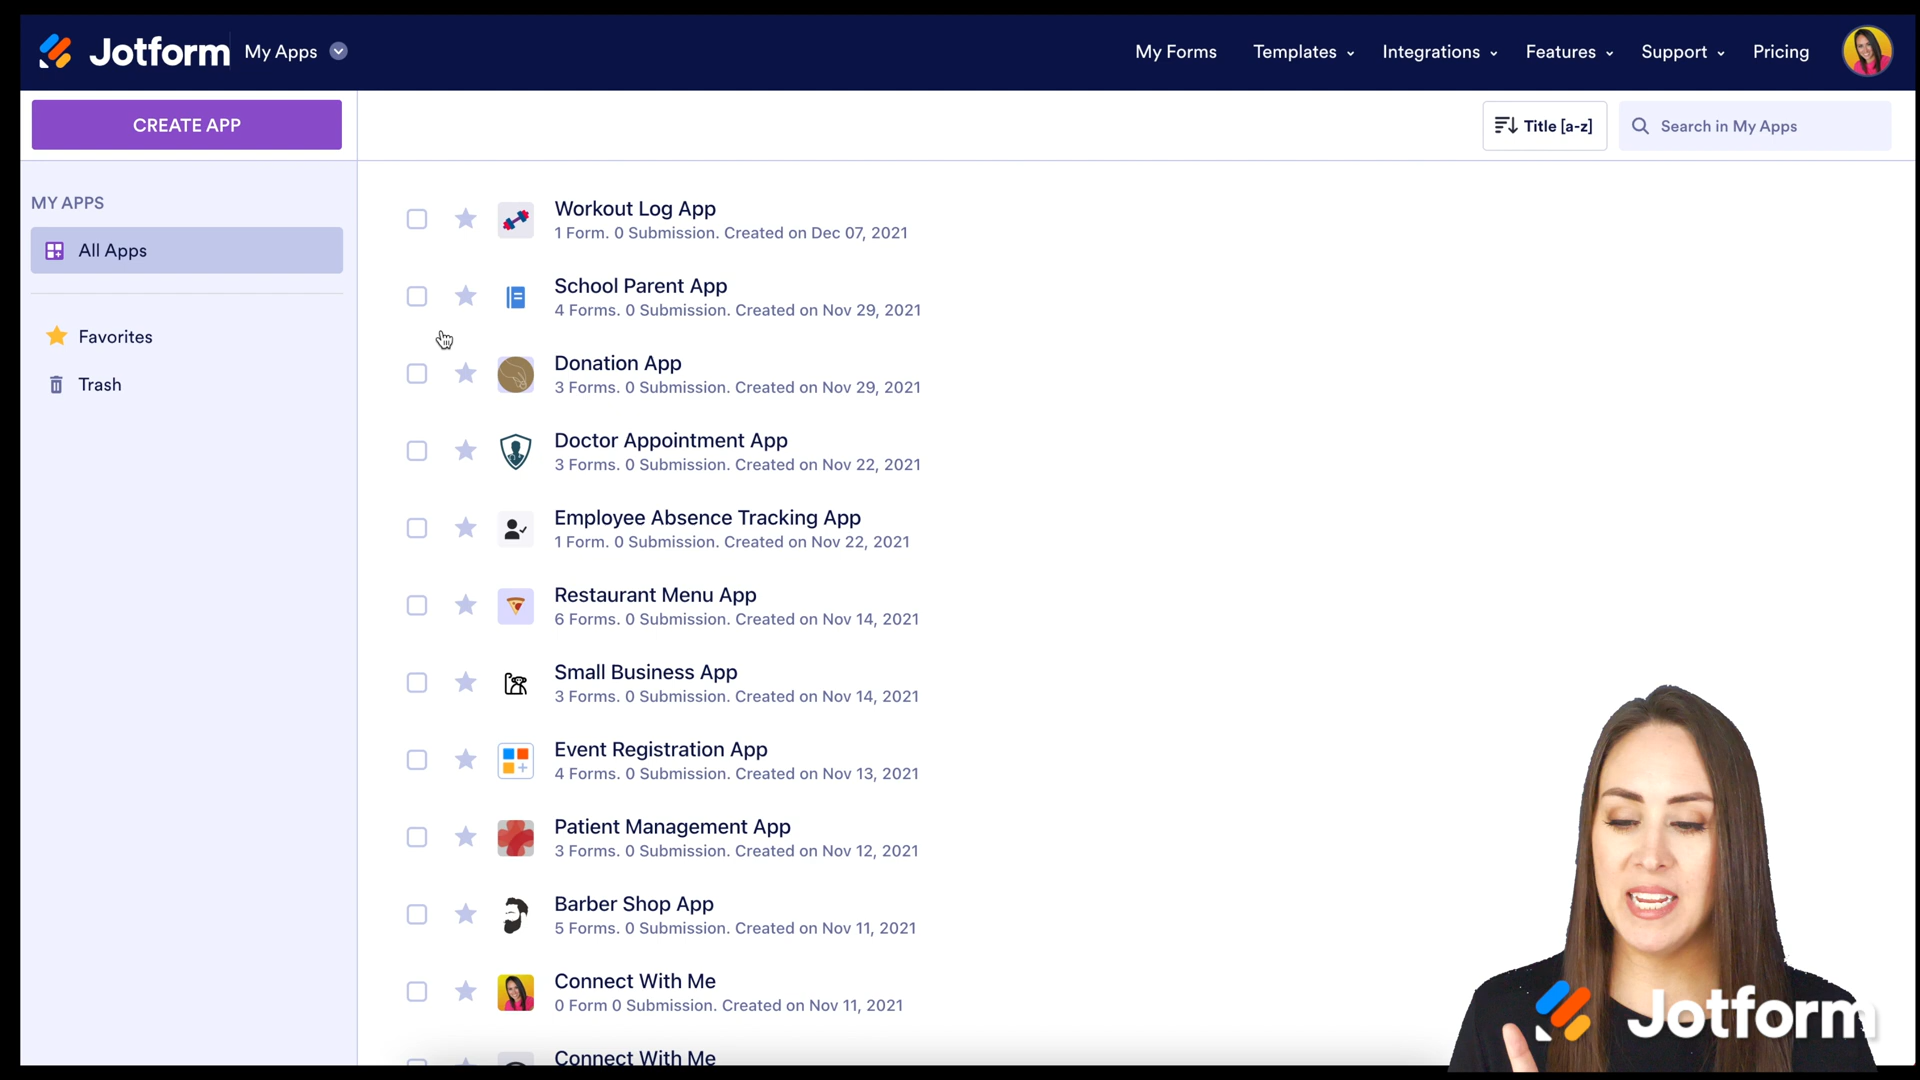 Jotform My Apps
My Forms Templates Integrations Features Support Pricing
CREATE APP
Title [a-z]
Search in My Apps
MY APPS
All Apps
Favorites
Trash
Workout Log App
1 Form. 0 Submission. Created on Dec 07, 2021
School Parent App
4 Forms. 0 Submission. Created on Nov 29, 2021
Donation App
3 Forms. 0 Submission. Created on Nov 29, 2021
Doctor Appointment App
3 Forms. 0 Submission. Created on Nov 22, 2021
Employee Absence Tracking App
1 Form. 0 Submission. Created on Nov 22, 2021
Restaurant Menu App
6 Forms. 0 Submission. Created on Nov 14, 2021
Small Business App
3 Forms. 0 Submission. Created on Nov 14, 2021
Event Registration App
4 Forms. 0 Submission. Created on Nov 13, 2021
Patient Management App
3 Forms. 0 Submission. Created on Nov 12, 2021
Barber Shop App
5 Forms. 0 Submission. Created on Nov 11, 2021
Connect With Me
0 Form 0 Submission. Created on Nov 11, 2021
Connect With Me
Jotform